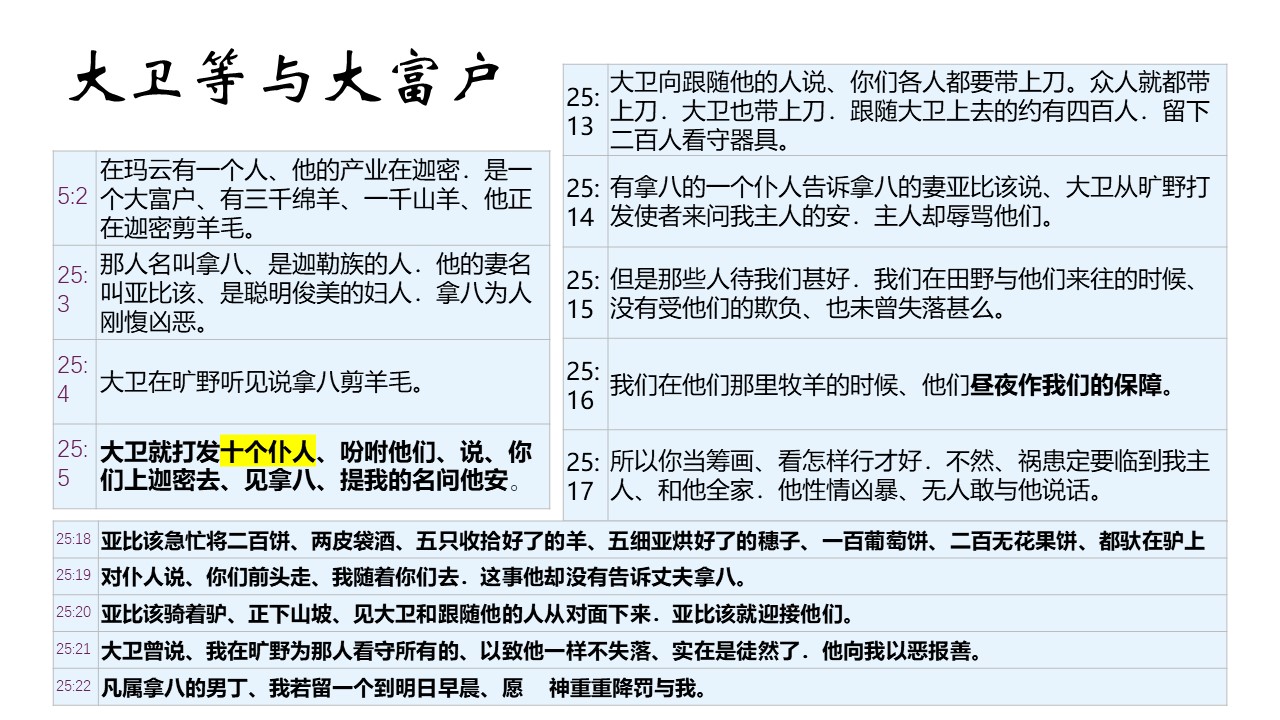 大卫等与大富户
5:2
在玛云有一个人、他的产业在迦密．是一
个大富户、有三千绵羊、一千山羊、他正
在迦密剪羊毛。
25:
3
那人名叫拿八、是迦勒族的人．他的妻名
叫亚比该、是聪明俊美的妇人．拿八为人
刚愎凶恶。
25:
4
大卫在旷野听见说拿八剪羊毛。
25:
5
大卫就打发十个仆人、吩咐他们、说、你
们上迦密去、见拿八、提我的名问他安。
25:
13
大卫向跟随他的人说、你们各人都要带上刀。众人就都带
上刀．大卫也带上刀．跟随大卫上去的约有四百人．留下
二百人看守器具。
25:
14
有拿八的一个仆人告诉拿八的妻亚比该说、大卫从旷野打
发使者来问我主人的安．主人却辱骂他们。
25:
15
但是那些人待我们甚好．我们在田野与他们来往的时候、
没有受他们的欺负、也未曾失落甚么。
25:
16
我们在他们那里牧羊的时候、他们昼夜作我们的保障。
25:
17
所以你当筹画、看怎样行才好．不然、祸患定要临到我主
人、和他全家．他性情凶暴、无人敢与他说话。
25:18 亚比该急忙将二百饼、两皮袋酒、五只收拾好了的羊、五细亚烘好了的穗子、一百葡萄饼、二百无花果饼、都驮在驴上
25:19 对仆人说、你们前头走、我随着你们去．这事他却没有告诉丈夫拿八。
25:20 亚比该骑着驴、正下山坡、见大卫和跟随他的人从对面下来．亚比该就迎接他们。
25:21 大卫曾说、我在旷野为那人看守所有的、以致他一样不失落、实在是徒然了．他向我以恶报善。
25:22 凡属拿八的男丁、我若留一个到明日早晨、愿　神重重降罚与我。